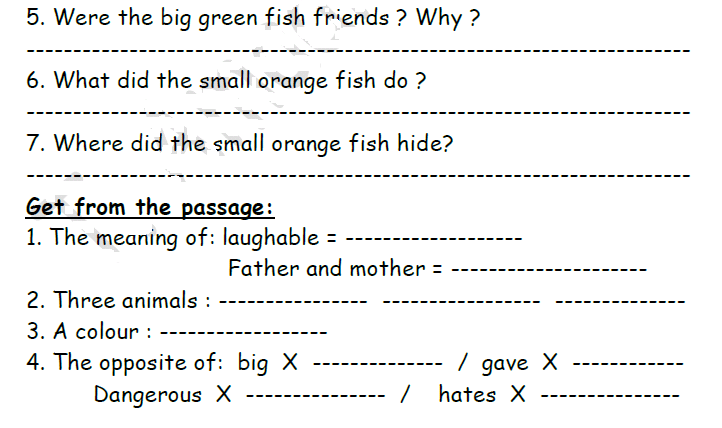 5. Were the big green fish friends ? Why ?
--------------------------------------------------------------------------
6. What did the small orange fish do ?
--------------------------------------------------------------------------
7. Where did the small orange fish hide?
--------------------------------------------------------------------------
Get from the passage:
1. The meaning of: laughable = -------------------
Father and mother = ---------------------
2. Three animals : ---------------- ----------------- --------------
3. A colour : ------------------
4. The opposite of: big X -------------- / gave X ------------
Dangerous X --------------- / hates X ---------------